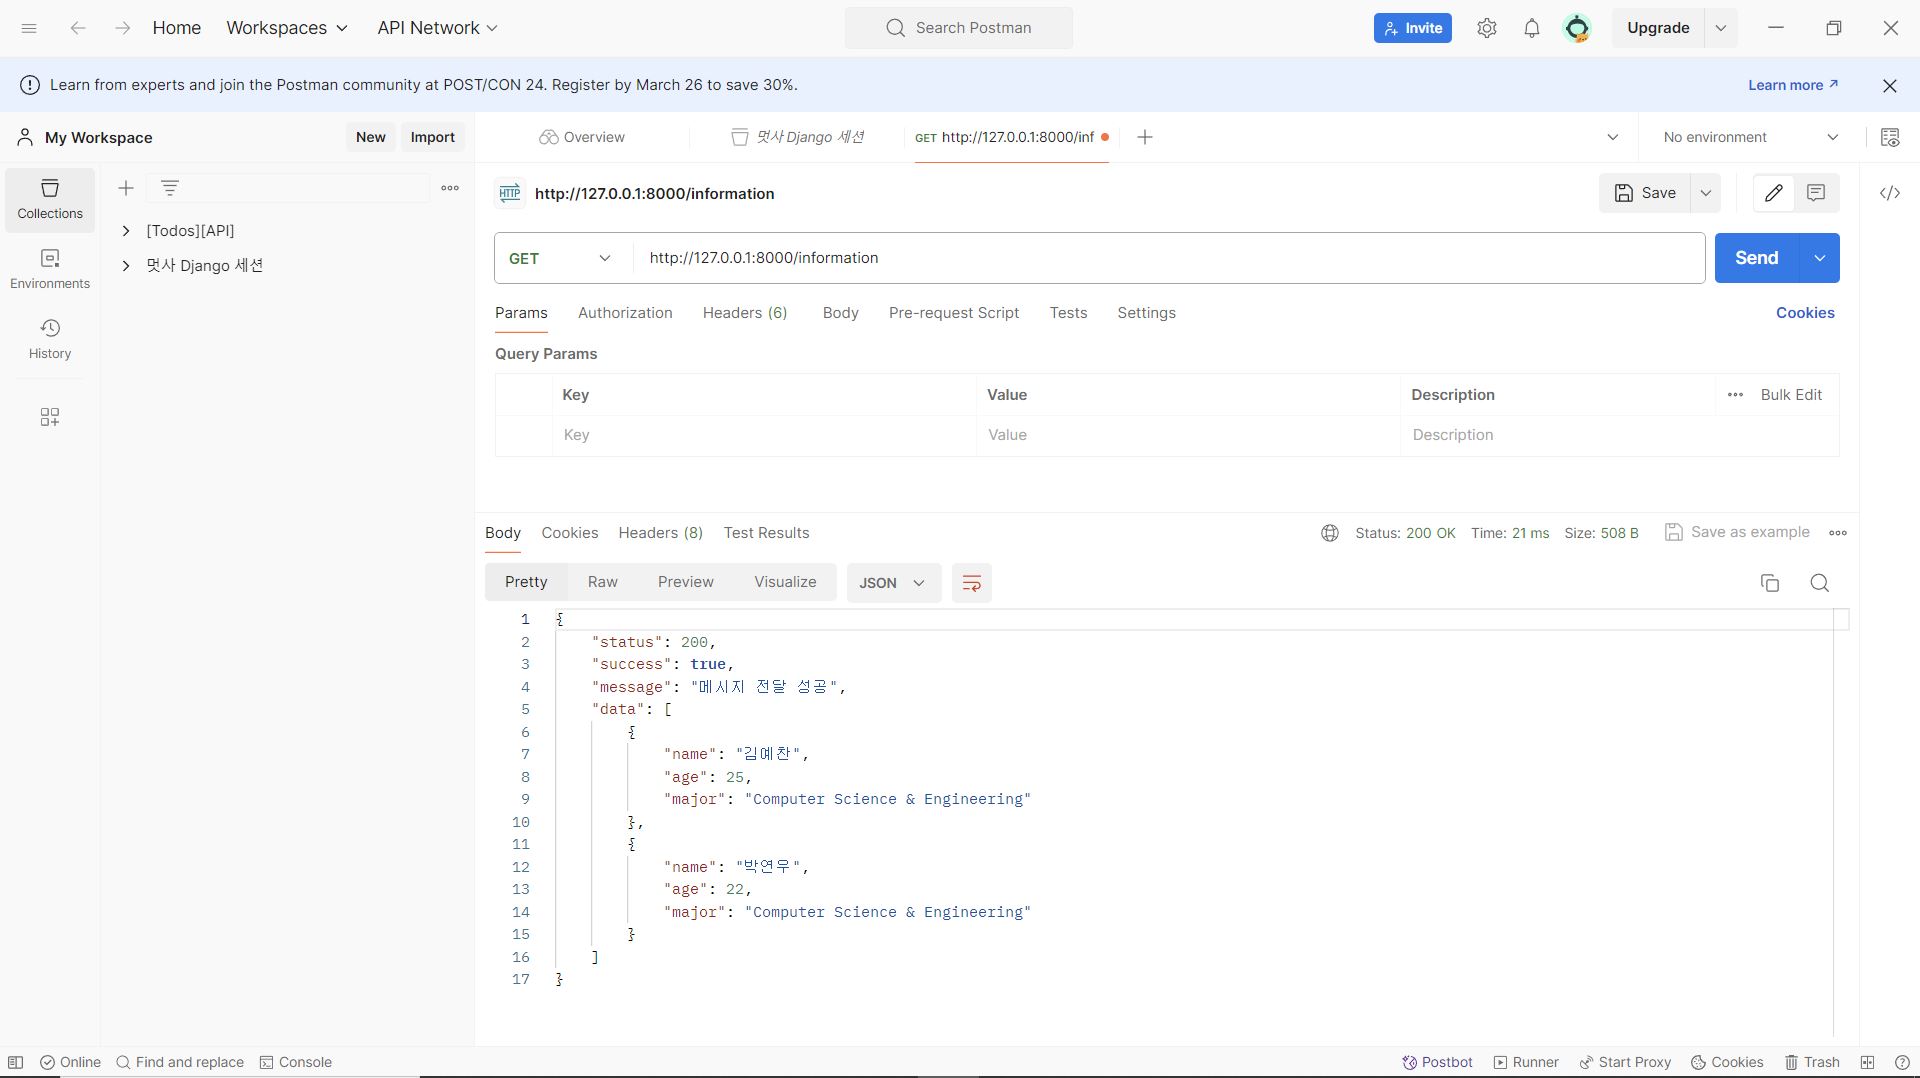 Home Workspaces API Network Search Postman Invite Upgrade
Learn from experts and join the Postman community at POST/CON 24. Register by March 26 to save 30%. Learn more
My Workspace New Import Overview 멋사 Django 세션 GET http://127.0.0.1:8000/inf No environment
Collections
Environments
History
[Todos][API]
멋사 Django 세션
HTTP http://127.0.0.1:8000/information Save
GET http://127.0.0.1:8000/information Send
Params Authorization Headers (6) Body Pre-request Script Tests Settings Cookies
Query Params
Key Value Description Bulk Edit
Key Value Description
Body Cookies Headers (8) Test Results Status: 200 OK Time: 21 ms Size: 508 B Save as example
Pretty Raw Preview Visualize JSON
1 {
2 "status": 200,
3 "success": true,
4 "message": "메시지 전달 성공",
5 "data": [
6 {
7 "name": "김예찬",
8 "age": 25,
9 "major": "Computer Science & Engineering"
10 },
11 {
12 "name": "박연우",
13 "age": 22,
14 "major": "Computer Science & Engineering"
15 }
16 ]
17 }
Online Find and replace Console Postbot Runner Start Proxy Cookies Trash